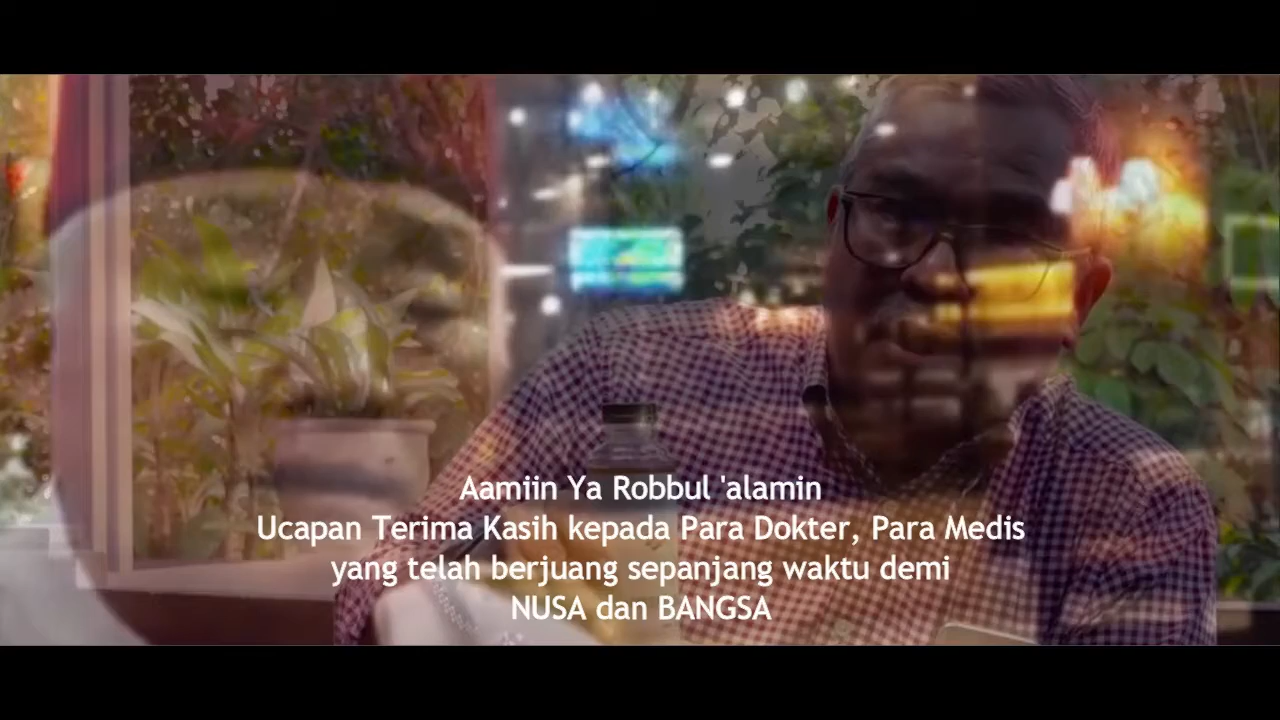 Aamiin Ya Robbul 'alamin
Ucapan Terima Kasih kepada Para Dokter, Para Medis
yang telah berjuang sepanjang waktu demi
NUSA dan BANGSA